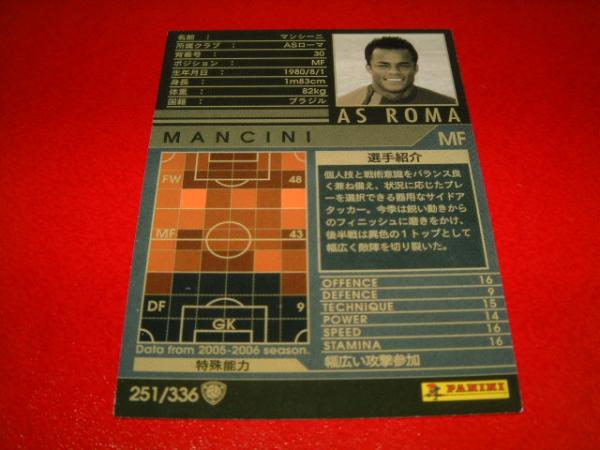 名前 : マンシーニ
所属クラブ : ASローマ
背番号 : 30
ポジション : MF
生年月日 : 1980/8/1
身長 : 1m83cm
体重 : 82kg
国籍 : ブラジル
AS ROMA
MANCINI
MF
FW 48
MF 43
DF 9
GK
Data from 2005-2006 season.
選手紹介
個人技と戦術意識をバランス良
く兼ね備え、状況に応じたプレ
ーを選択できる器用なサイドア
タッカー。今季は鋭い動きから
のフィニッシュに磨きをかけ、
後半戦は異色の1トップとして
幅広く敵陣を切り裂いた。
OFFENCE 16
DEFENCE 9
TECHNIQUE 15
POWER 14
SPEED 16
STAMINA 16
特殊能力 幅広い攻撃参加
251/336
PANINI